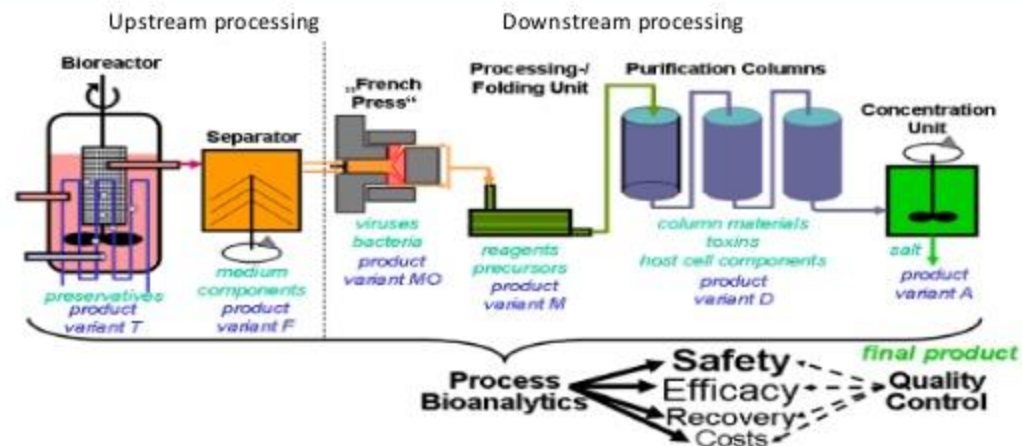 Upstream processing
Downstream processing
Bioreactor
Separator
„French
Press“
Processing-/
Folding Unit
Purification Columns
Concentration
Unit
preservatives
product
variant T
medium
components
product
variant F
viruses
bacteria
product
variant MO
reagents
precursors
product
variant M
column materials
toxins
host cell components
product
variant D
salt
product
variant A
final product
Process
Bioanalytics
Safety
Efficacy
Recovery
Costs
Quality
Control